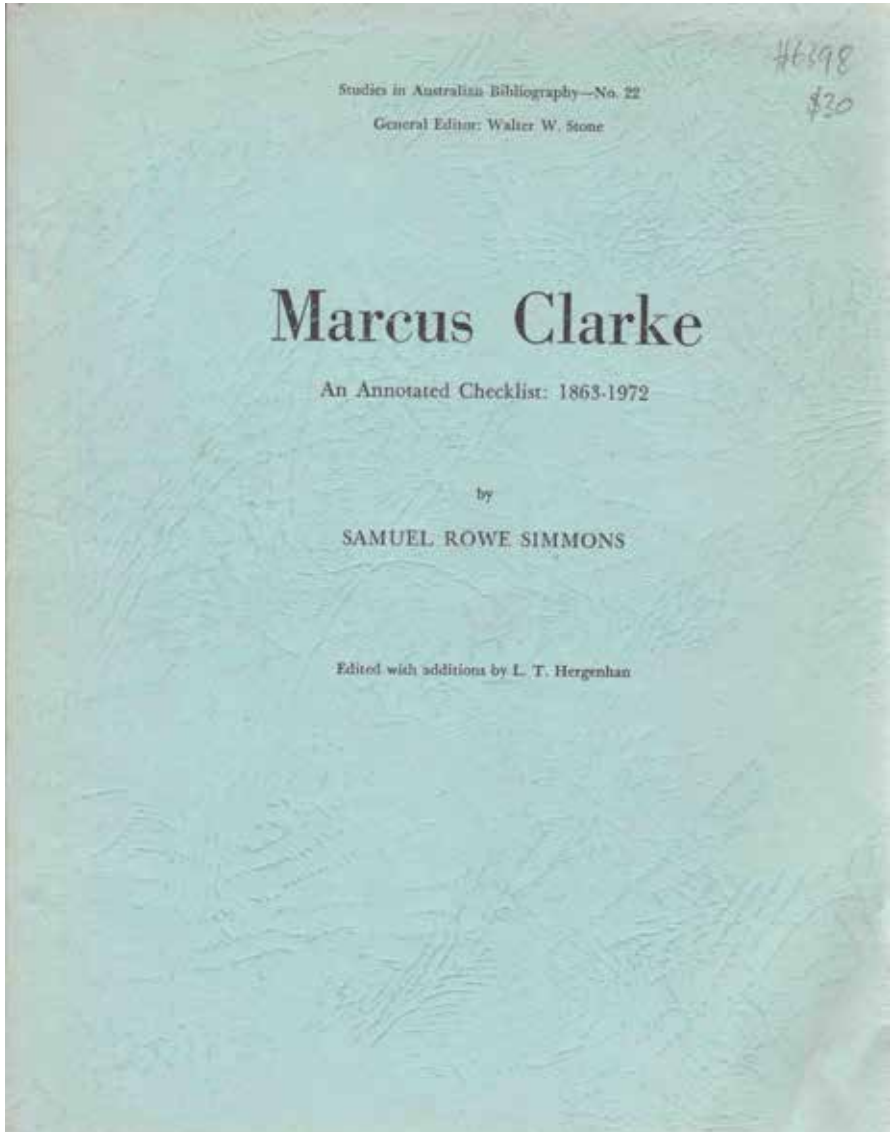 #6398
$20
Studies in Australian Bibliography—No. 22
General Editor: Walter W. Stone
Marcus Clarke
An Annotated Checklist: 1863-1972
by
SAMUEL ROWE SIMMONS
Edited with additions by L. T. Hergenhan